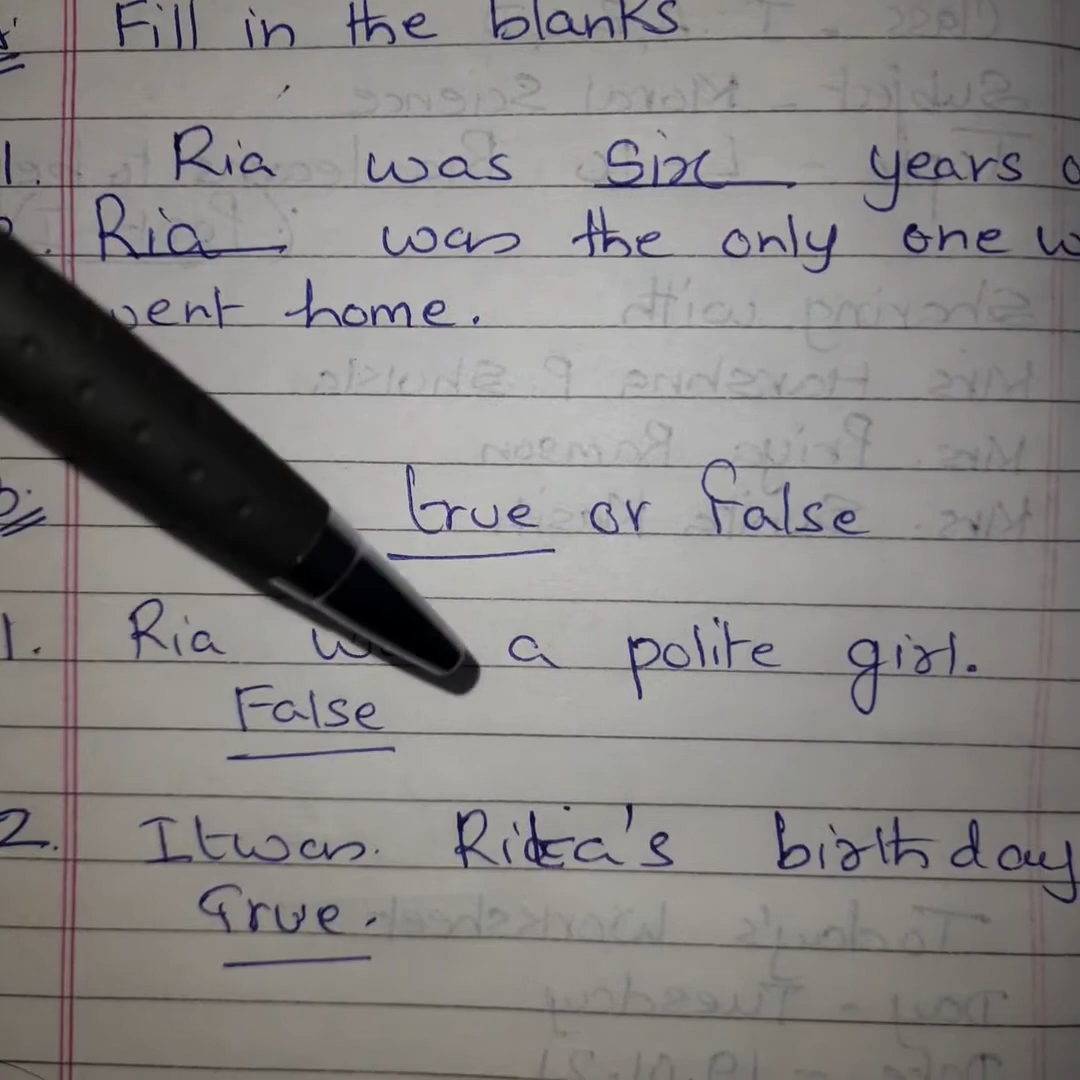 Fill in the blanks
1. Ria was Six years
Ria was the only one
went home.
b. true or False
1. Ria a polite girl.
False
2. It was. Rita's birthday
True.